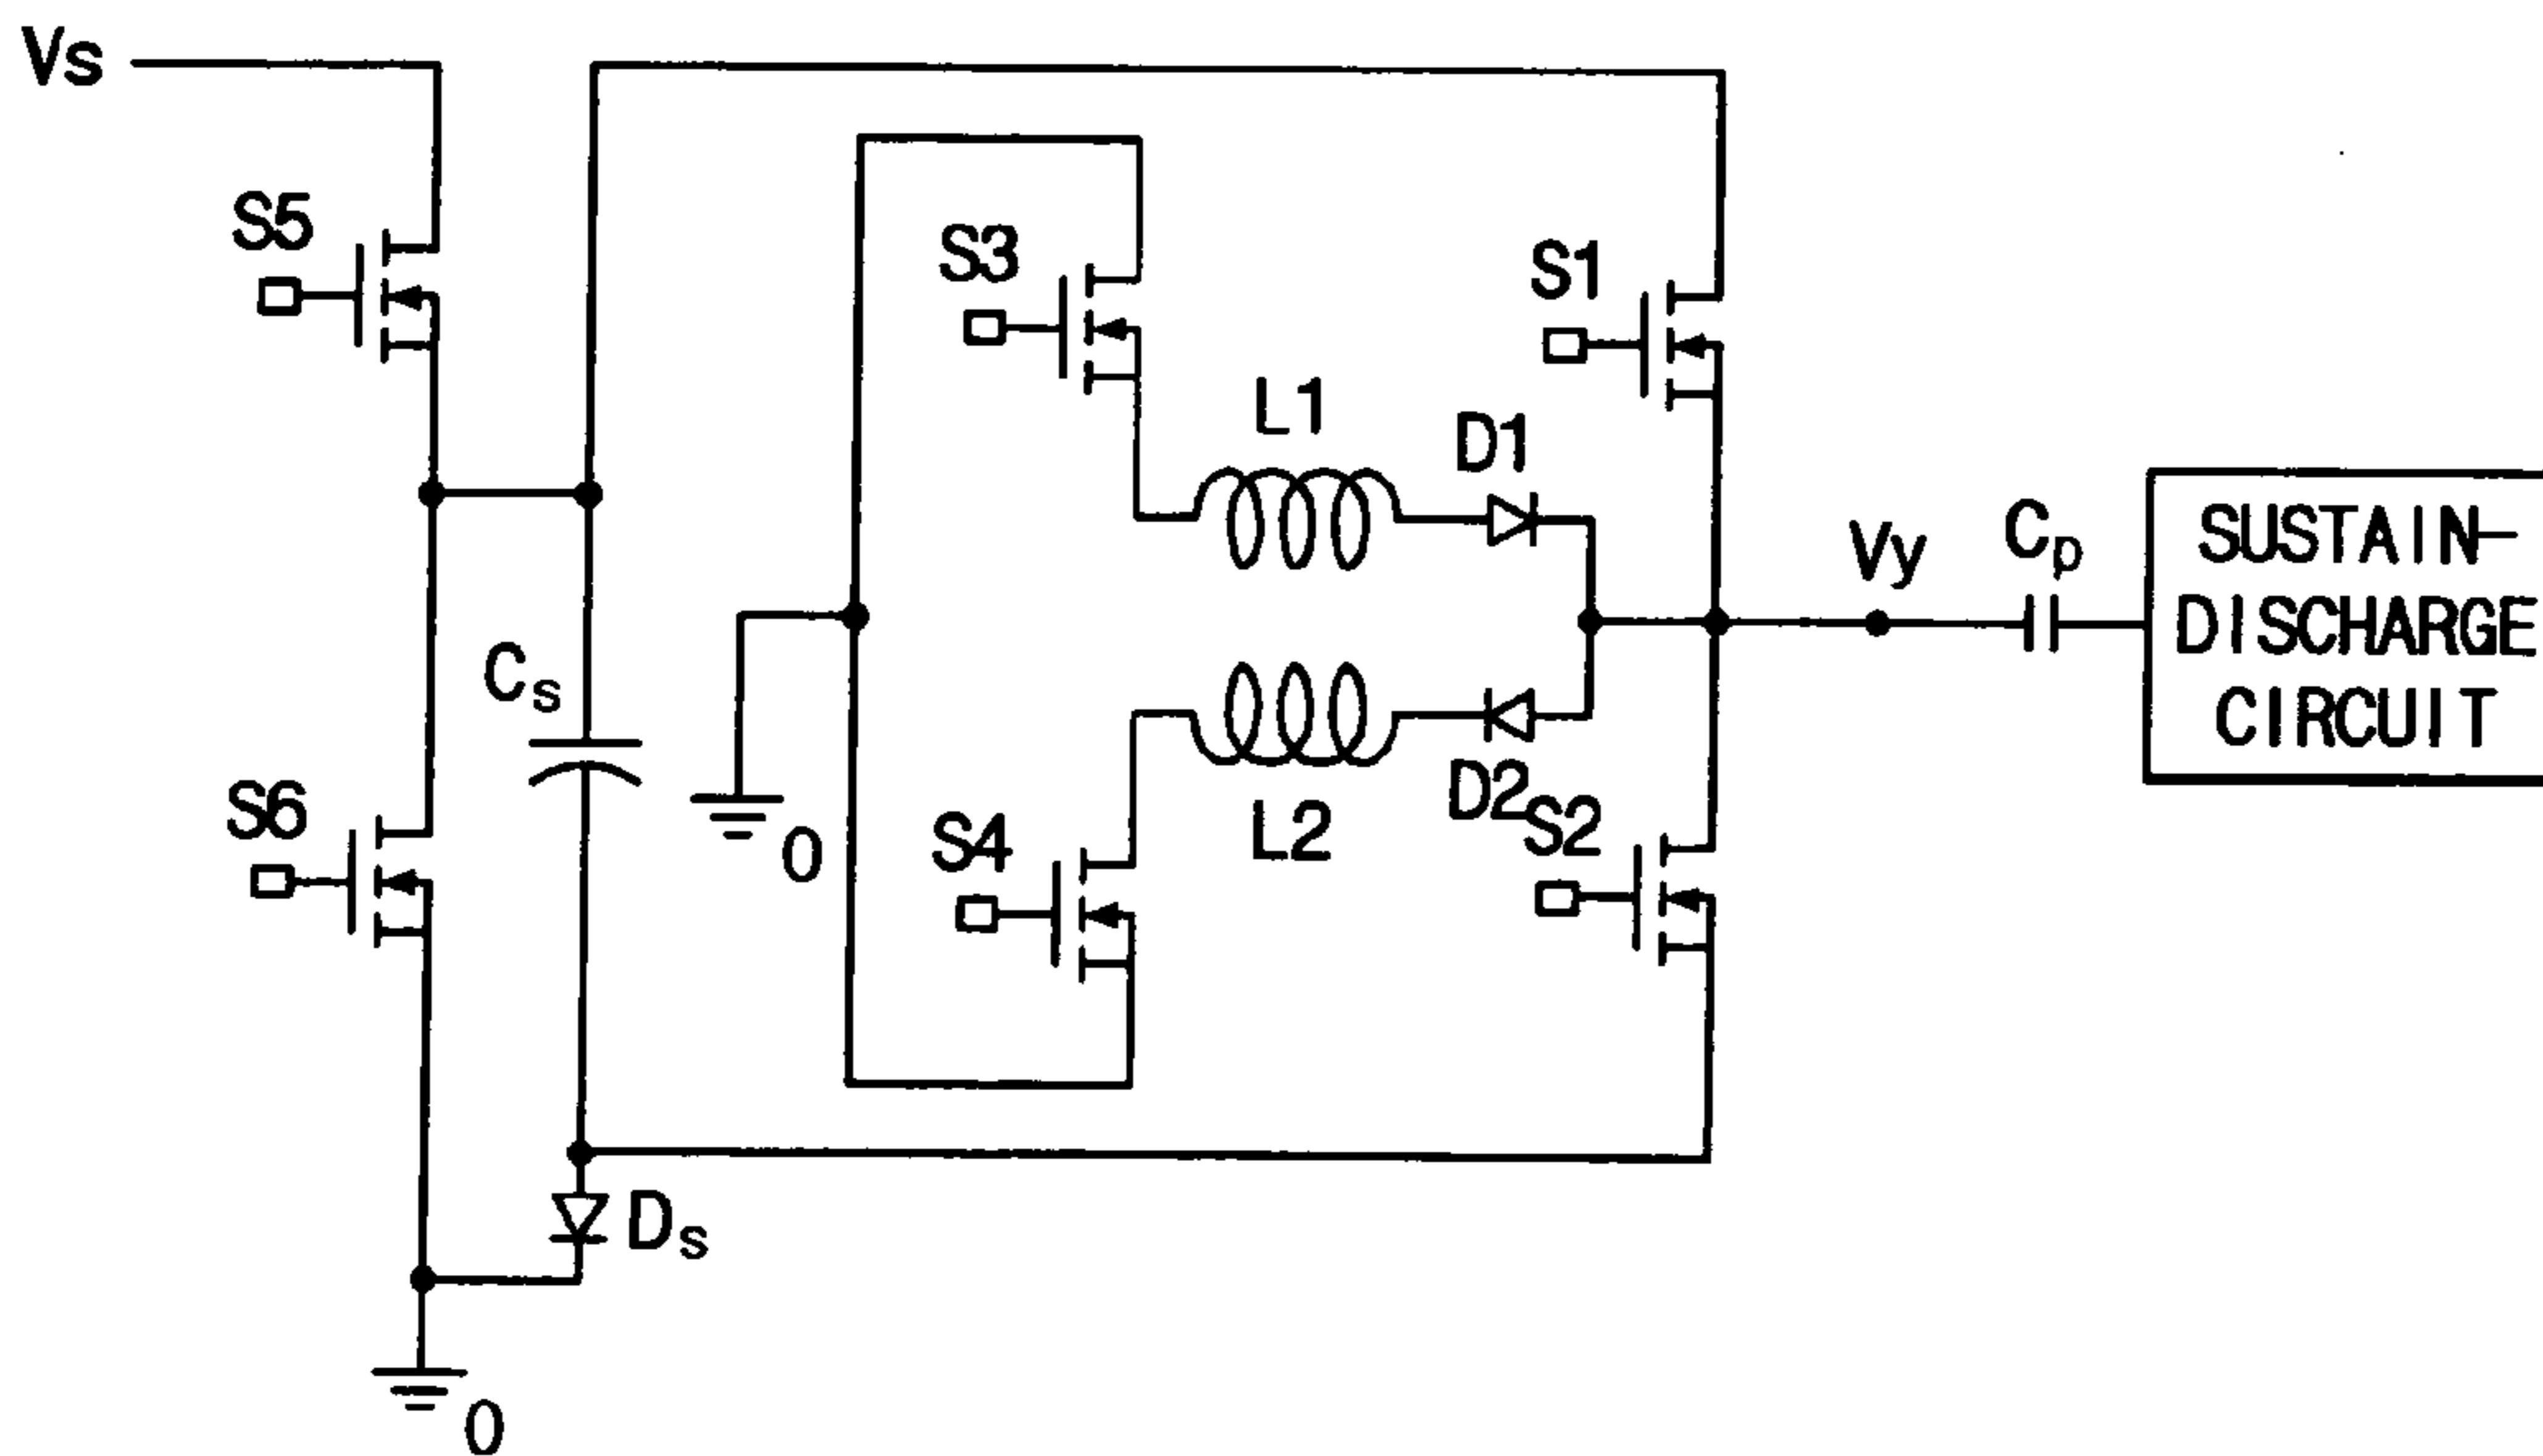 Vs
S5
S3
S1
L1
D1
Vy
Cp
SUSTAIN-
DISCHARGE
CIRCUIT
Cs
S6
0
S4
L2
D2
S2
Ds
0